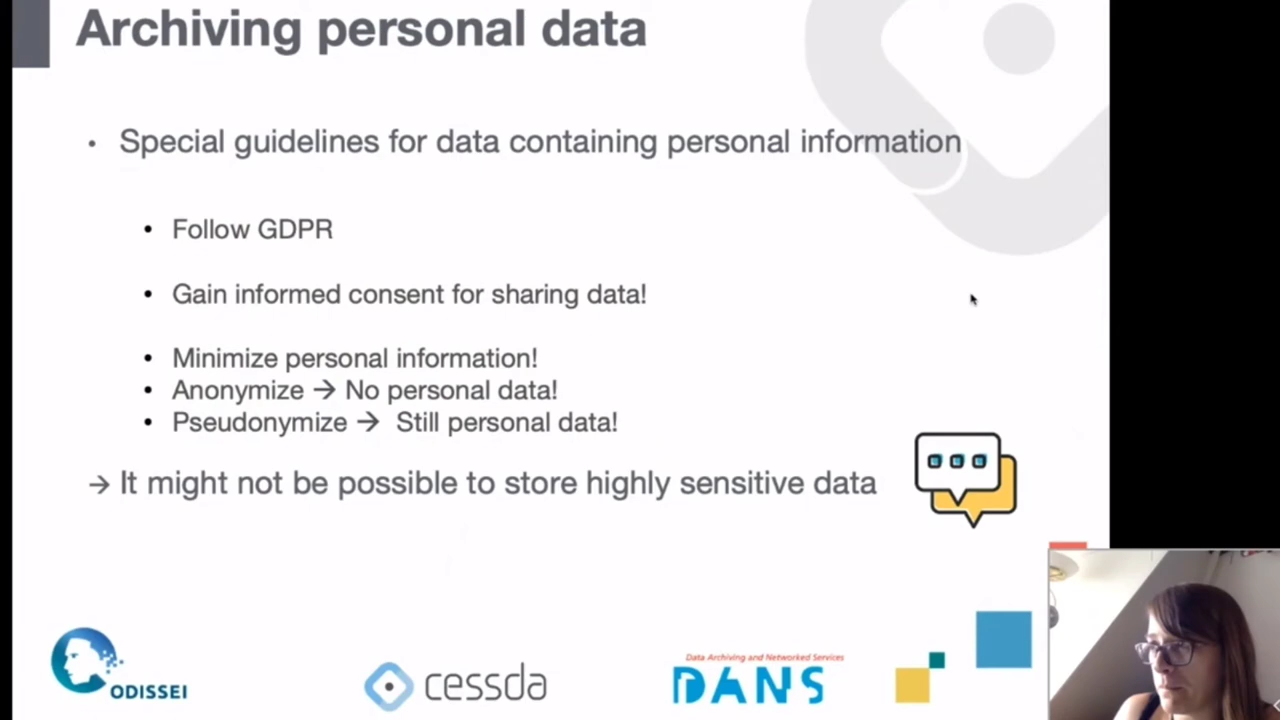 Archiving personal data
• Special guidelines for data containing personal information
• Follow GDPR
• Gain informed consent for sharing data!
• Minimize personal information!
• Anonymize → No personal data!
• Pseudonymize → Still personal data!
→ It might not be possible to store highly sensitive data
ODISSEI
cessda
Data Archiving and Networked Services
DANS